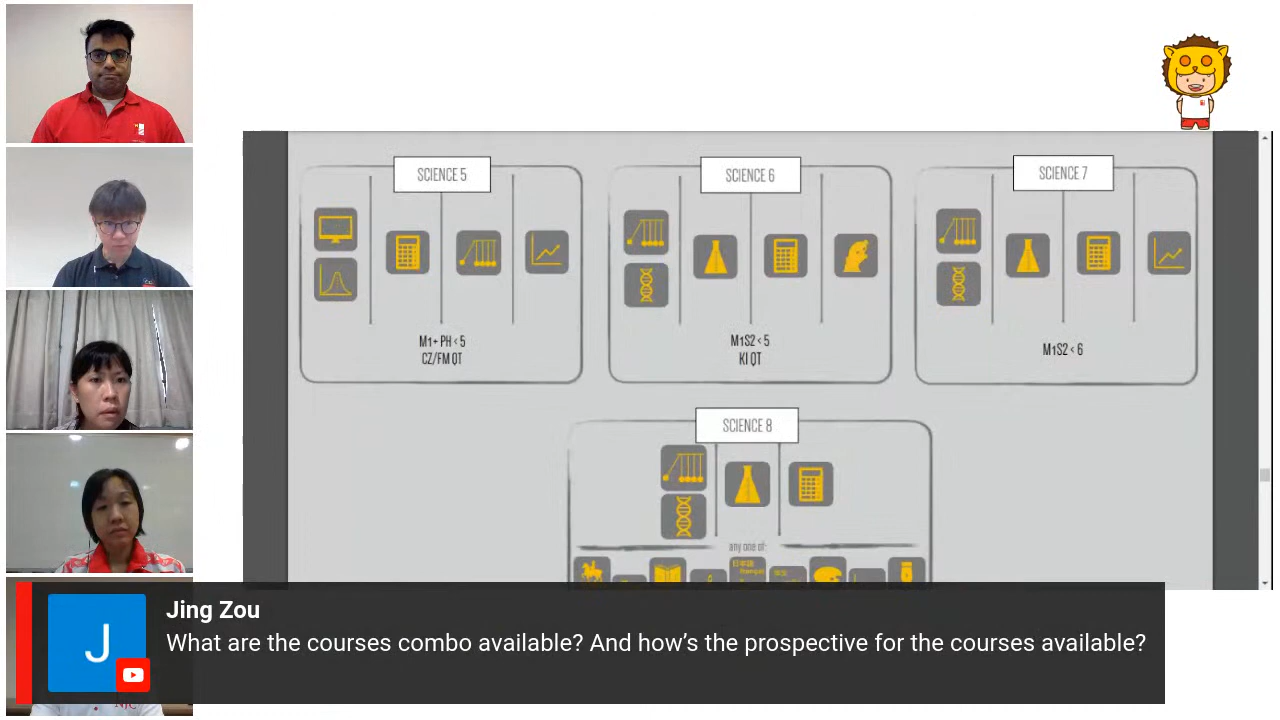 SCIENCE 5
M1+ PH < 5
CZ/FM QT
SCIENCE 6
M1S2 < 5
KI QT
SCIENCE 7
M1S2 < 6
SCIENCE 8
any one of:
Jing Zou
What are the courses combo available? And how’s the prospective for the courses available?
J
NJC